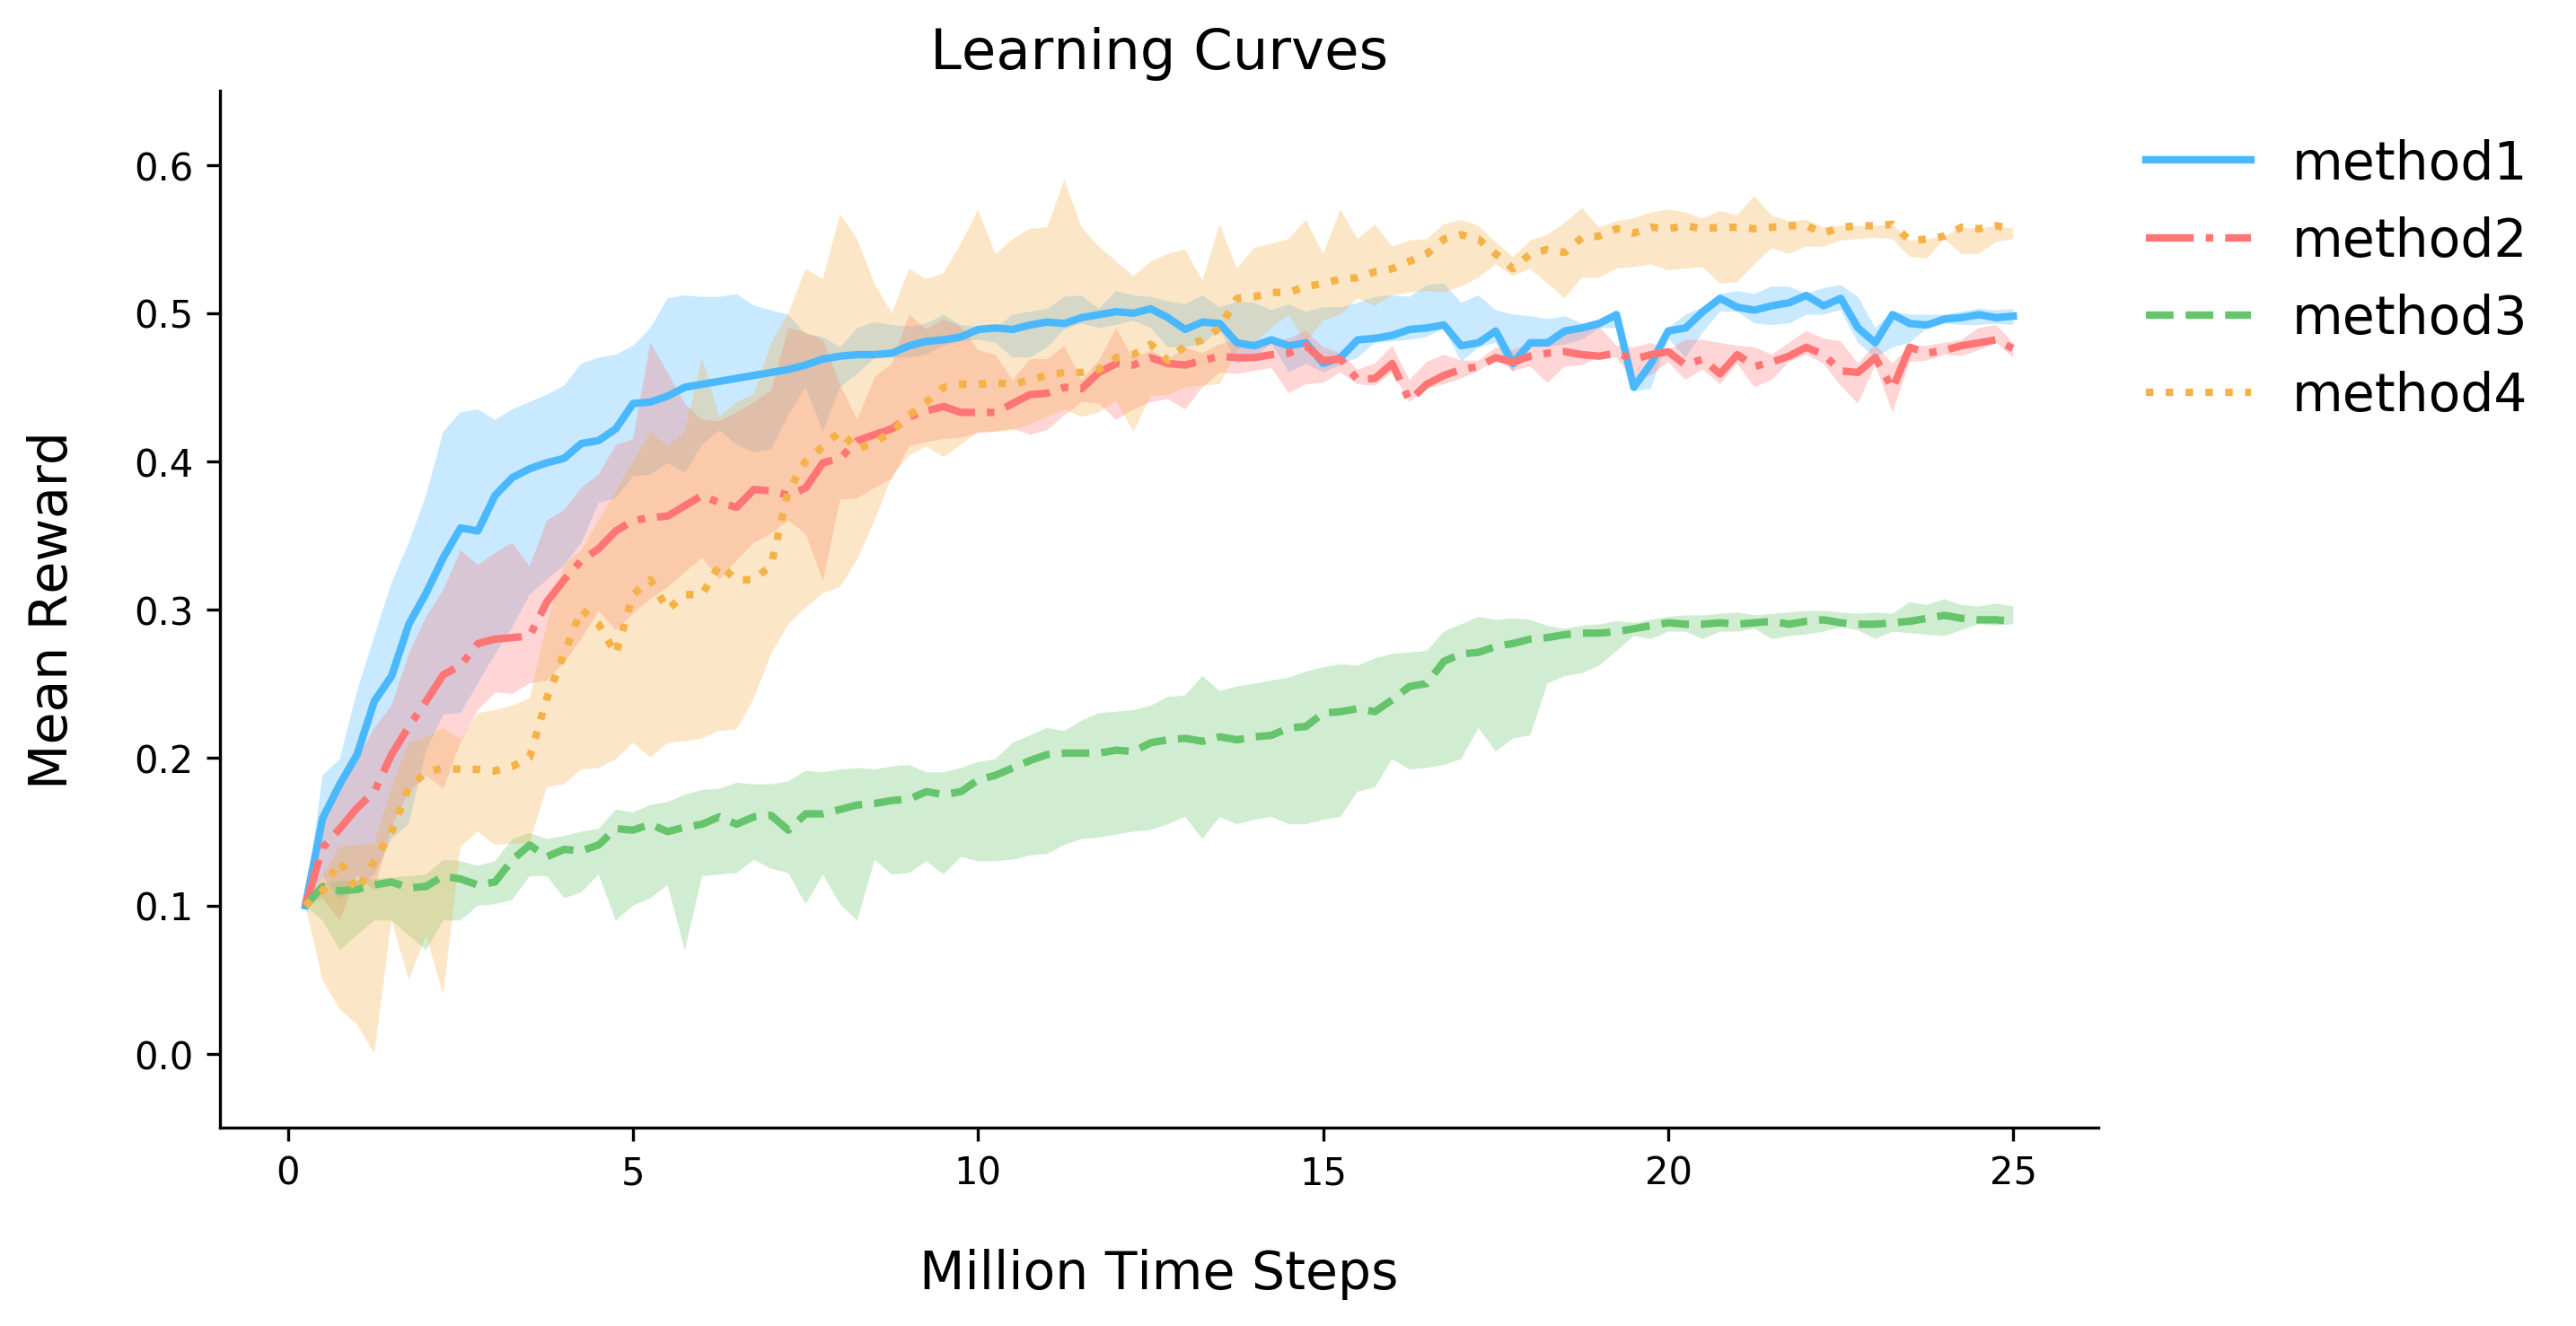 Learning Curves
Mean Reward
0.6
0.5
0.4
0.3
0.2
0.1
0.0
0 5 10 15 20 25
Million Time Steps
method1
method2
method3
method4